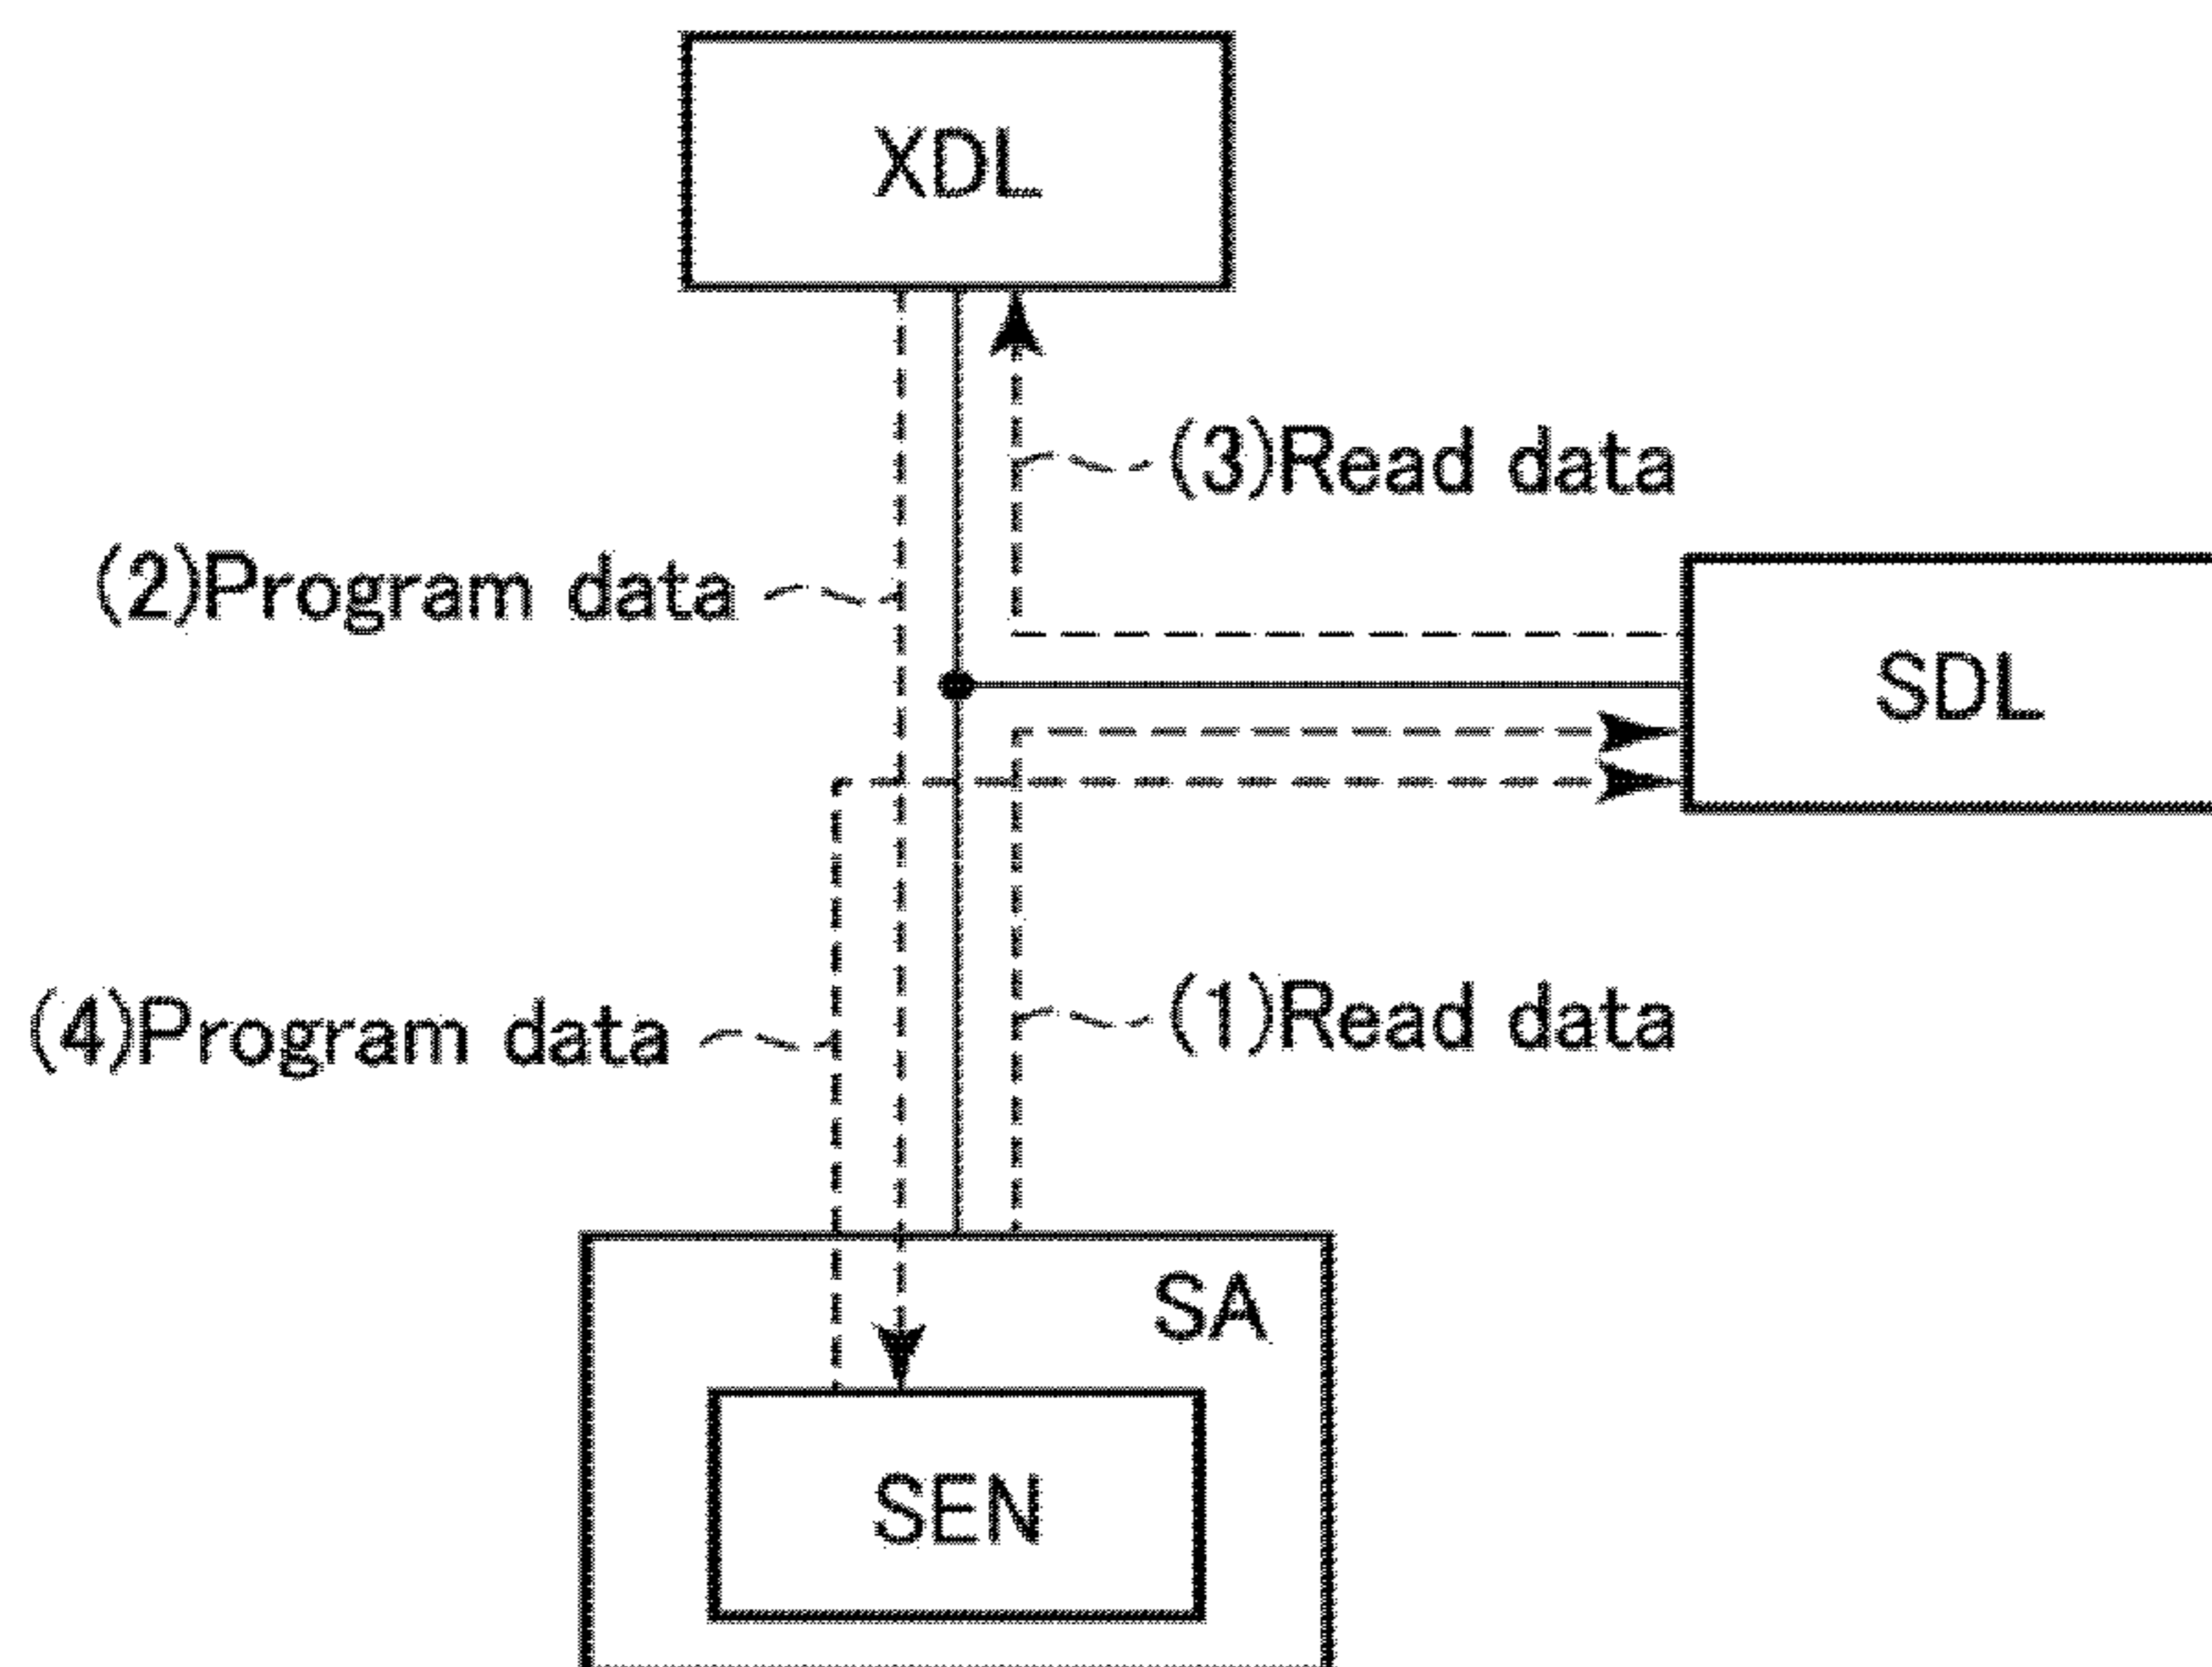 XDL
(3)Read data
(2)Program data
SDL
(4)Program data
(1)Read data
SA
SEN